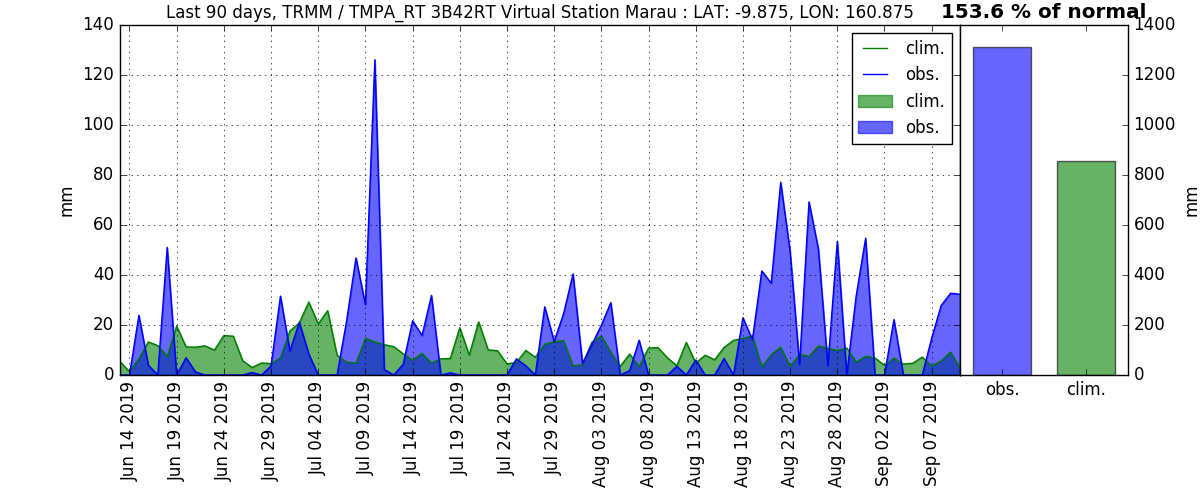 Last 90 days, TRMM / TMPA_RT 3B42RT Virtual Station Marau : LAT: -9.875, LON: 160.875
153.6 % of normal
140
120
100
80
60
40
20
0
mm
clim.
obs.
clim.
obs.
1400
1200
1000
800
600
400
200
0
mm
Jun 14 2019
Jun 19 2019
Jun 24 2019
Jun 29 2019
Jul 04 2019
Jul 09 2019
Jul 14 2019
Jul 19 2019
Jul 24 2019
Jul 29 2019
Aug 03 2019
Aug 08 2019
Aug 13 2019
Aug 18 2019
Aug 23 2019
Aug 28 2019
Sep 02 2019
Sep 07 2019
obs.
clim.